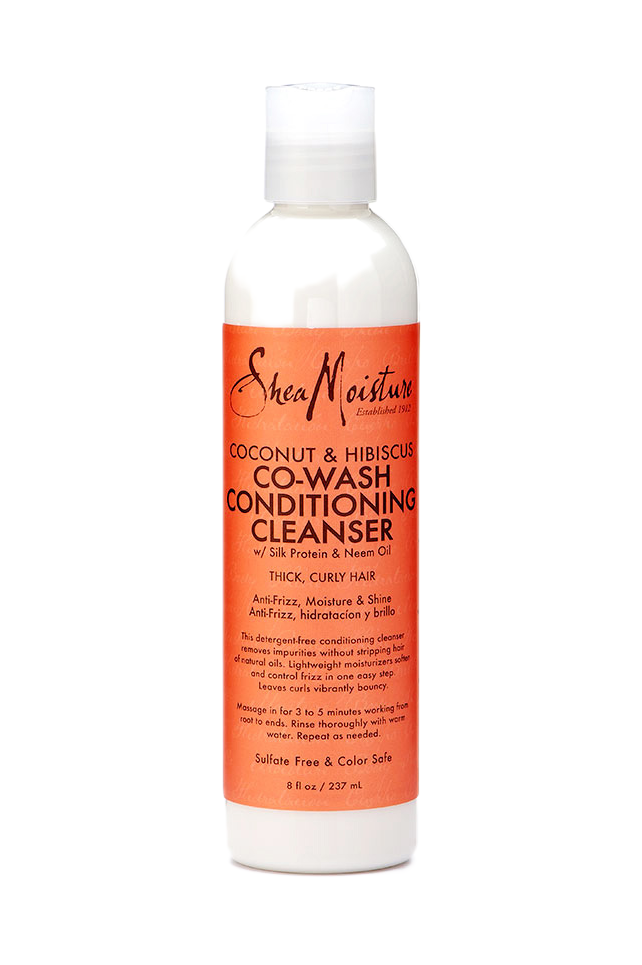 SheaMoisture
Established 1912
COCONUT & HIBISCUS
CO-WASH
CONDITIONING
CLEANSER
w/ Silk Protein & Neem Oil
THICK, CURLY HAIR
Anti-Frizz, Moisture & Shine
Anti-Frizz, hidratacíon y brillo
This detergent-free conditioning cleanser
removes impurities without stripping hair
of natural oils. Lightweight moisturizers soften
and control frizz in one easy step.
Leaves curls vibrantly bouncy.
Massage in for 3 to 5 minutes working from
root to ends. Rinse thoroughly with warm
water. Repeat as needed.
Sulfate Free & Color Safe
8 fl oz / 237 mL